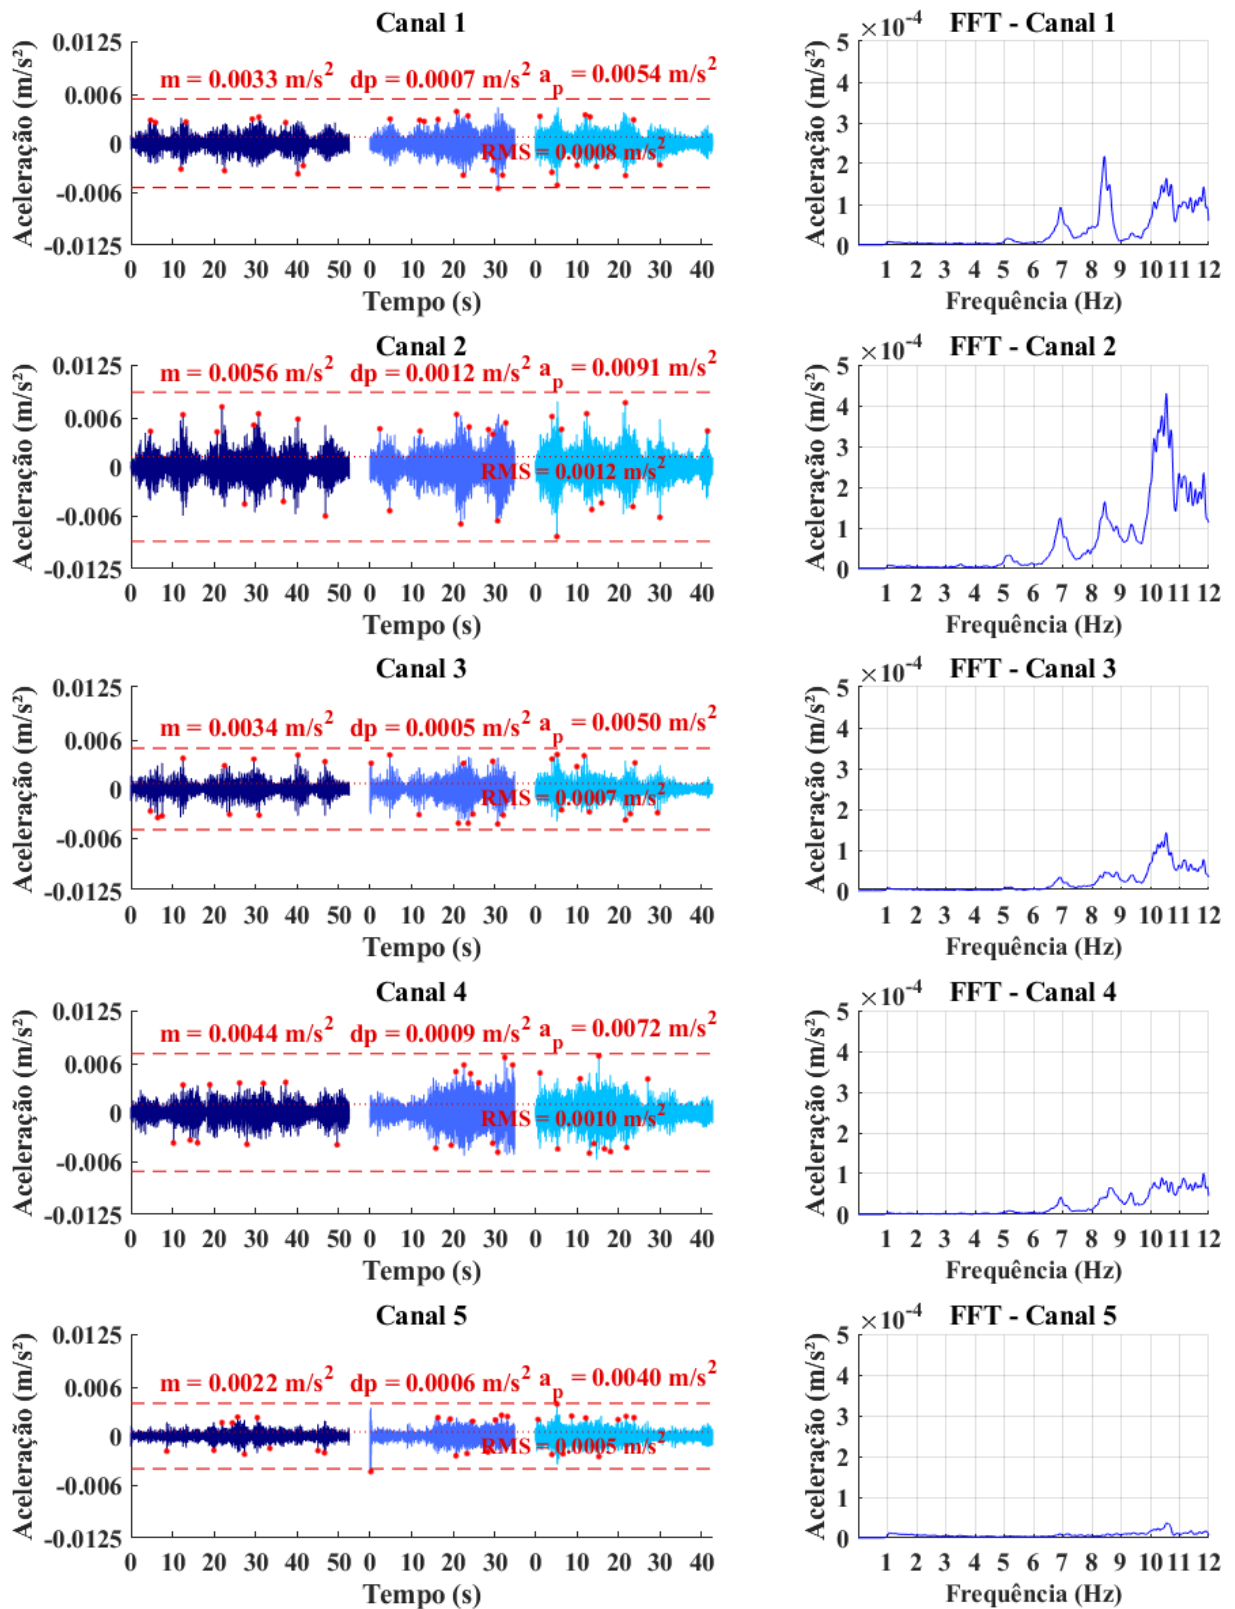 Canal 1
Aceleração (m/s²)
0.0125
0.006
0
-0.006
-0.0125
m = 0.0033 m/s² dp = 0.0007 m/s² a_p = 0.0054 m/s²
RMS = 0.0008 m/s²
0 10 20 30 40 50 0 10 20 30 0 10 20 30 40
Tempo (s)
×10⁻⁴ FFT - Canal 1
Aceleração (m/s²)
5
4
3
2
1
0
1 2 3 4 5 6 7 8 9 10 11 12
Frequência (Hz)
Canal 2
Aceleração (m/s²)
0.0125
0.006
0
-0.006
-0.0125
m = 0.0056 m/s² dp = 0.0012 m/s² a_p = 0.0091 m/s²
RMS = 0.0012 m/s²
0 10 20 30 40 50 0 10 20 30 0 10 20 30 40
Tempo (s)
×10⁻⁴ FFT - Canal 2
Aceleração (m/s²)
5
4
3
2
1
0
1 2 3 4 5 6 7 8 9 10 11 12
Frequência (Hz)
Canal 3
Aceleração (m/s²)
0.0125
0.006
0
-0.006
-0.0125
m = 0.0034 m/s² dp = 0.0005 m/s² a_p = 0.0050 m/s²
RMS = 0.0007 m/s²
0 10 20 30 40 50 0 10 20 30 0 10 20 30 40
Tempo (s)
×10⁻⁴ FFT - Canal 3
Aceleração (m/s²)
5
4
3
2
1
0
1 2 3 4 5 6 7 8 9 10 11 12
Frequência (Hz)
Canal 4
Aceleração (m/s²)
0.0125
0.006
0
-0.006
-0.0125
m = 0.0044 m/s² dp = 0.0009 m/s² a_p = 0.0072 m/s²
RMS = 0.0010 m/s²
0 10 20 30 40 50 0 10 20 30 0 10 20 30 40
Tempo (s)
×10⁻⁴ FFT - Canal 4
Aceleração (m/s²)
5
4
3
2
1
0
1 2 3 4 5 6 7 8 9 10 11 12
Frequência (Hz)
Canal 5
Aceleração (m/s²)
0.0125
0.006
0
-0.006
-0.0125
m = 0.0022 m/s² dp = 0.0006 m/s² a_p = 0.0040 m/s²
RMS = 0.0005 m/s²
0 10 20 30 40 50 0 10 20 30 0 10 20 30 40
Tempo (s)
×10⁻⁴ FFT - Canal 5
Aceleração (m/s²)
5
4
3
2
1
0
1 2 3 4 5 6 7 8 9 10 11 12
Frequência (Hz)